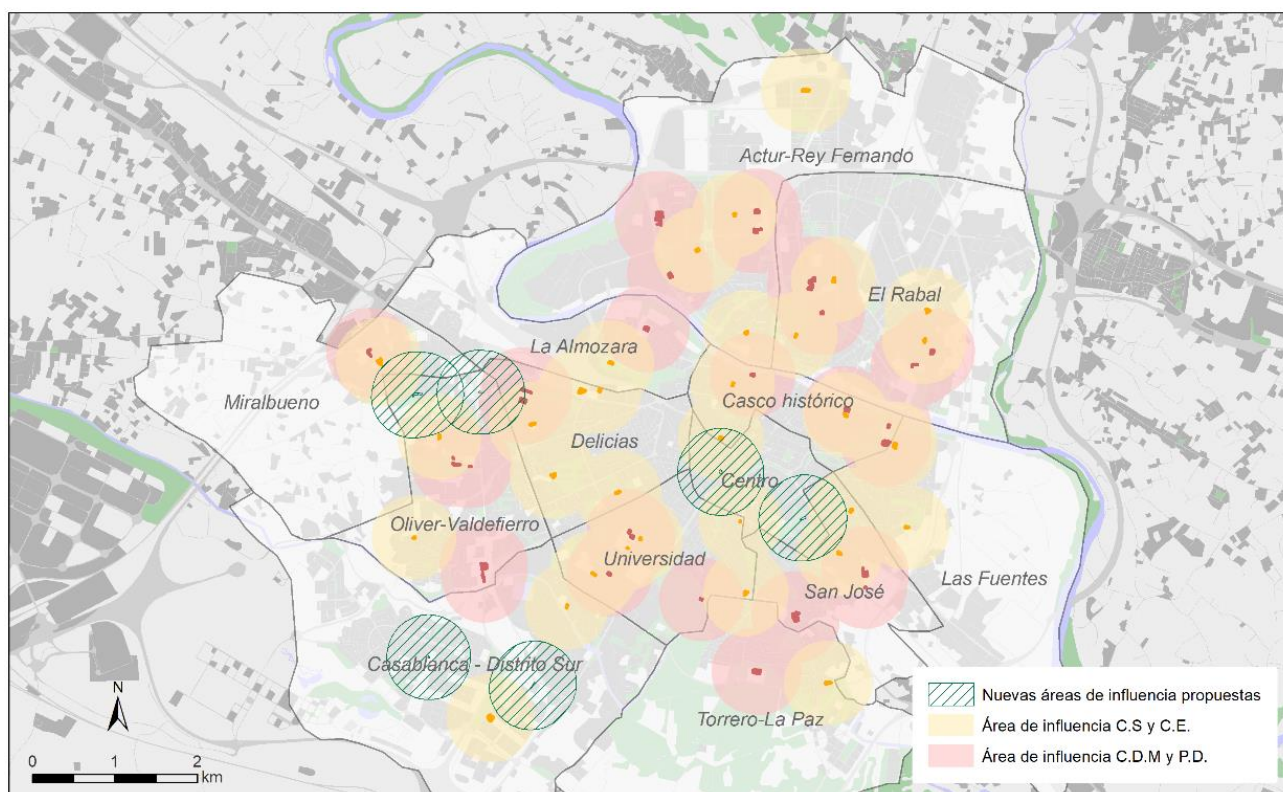 Actur-Rey Fernando
El Rabal
La Almozara
Miralbueno
Casco histórico
Delicias
Centro
Oliver-Valdefierro
Universidad
San José
Las Fuentes
Casablanca - Distrito Sur
Torrero-La Paz
N
0 1 2
km
Nuevas áreas de influencia propuestas
Área de influencia C.S y C.E.
Área de influencia C.D.M y P.D.